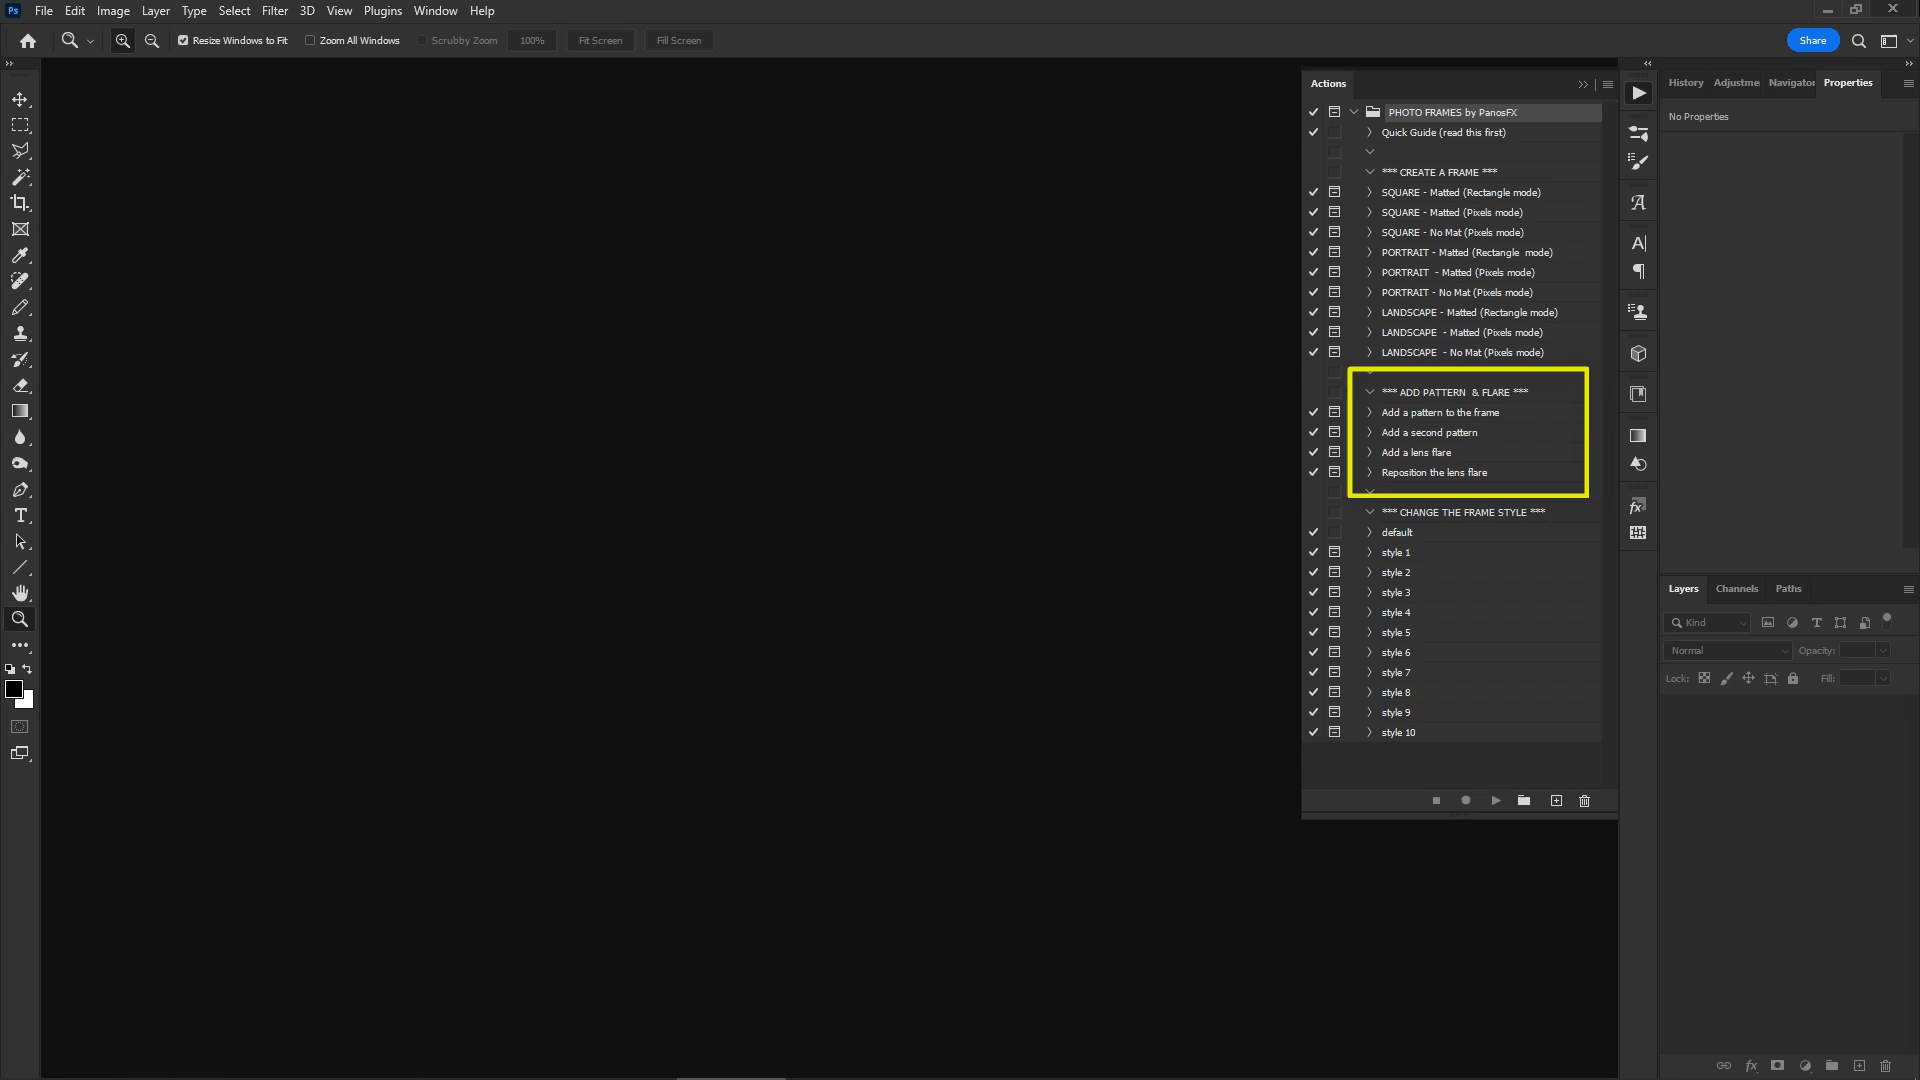 Ps File Edit Image Layer Type Select Filter 3D View Plugins Window Help
Resize Windows to Fit Zoom All Windows Scrubby Zoom 100% Fit Screen Fill Screen Share
Actions
PHOTO FRAMES by PanosFX
Quick Guide (read this first)
*** CREATE A FRAME ***
SQUARE - Matted (Rectangle mode)
SQUARE - Matted (Pixels mode)
SQUARE - No Mat (Pixels mode)
PORTRAIT - Matted (Rectangle  mode)
PORTRAIT  - Matted (Pixels mode)
PORTRAIT - No Mat (Pixels mode)
LANDSCAPE - Matted (Rectangle mode)
LANDSCAPE  - Matted (Pixels mode)
LANDSCAPE  - No Mat (Pixels mode)
*** ADD PATTERN  & FLARE ***
Add a pattern to the frame
Add a second pattern
Add a lens flare
Reposition the lens flare
*** CHANGE THE FRAME STYLE ***
default
style 1
style 2
style 3
style 4
style 5
style 6
style 7
style 8
style 9
style 10
History Adjustme Navigator Properties
No Properties
Layers Channels Paths
Kind
Normal Opacity:
Lock: Fill: